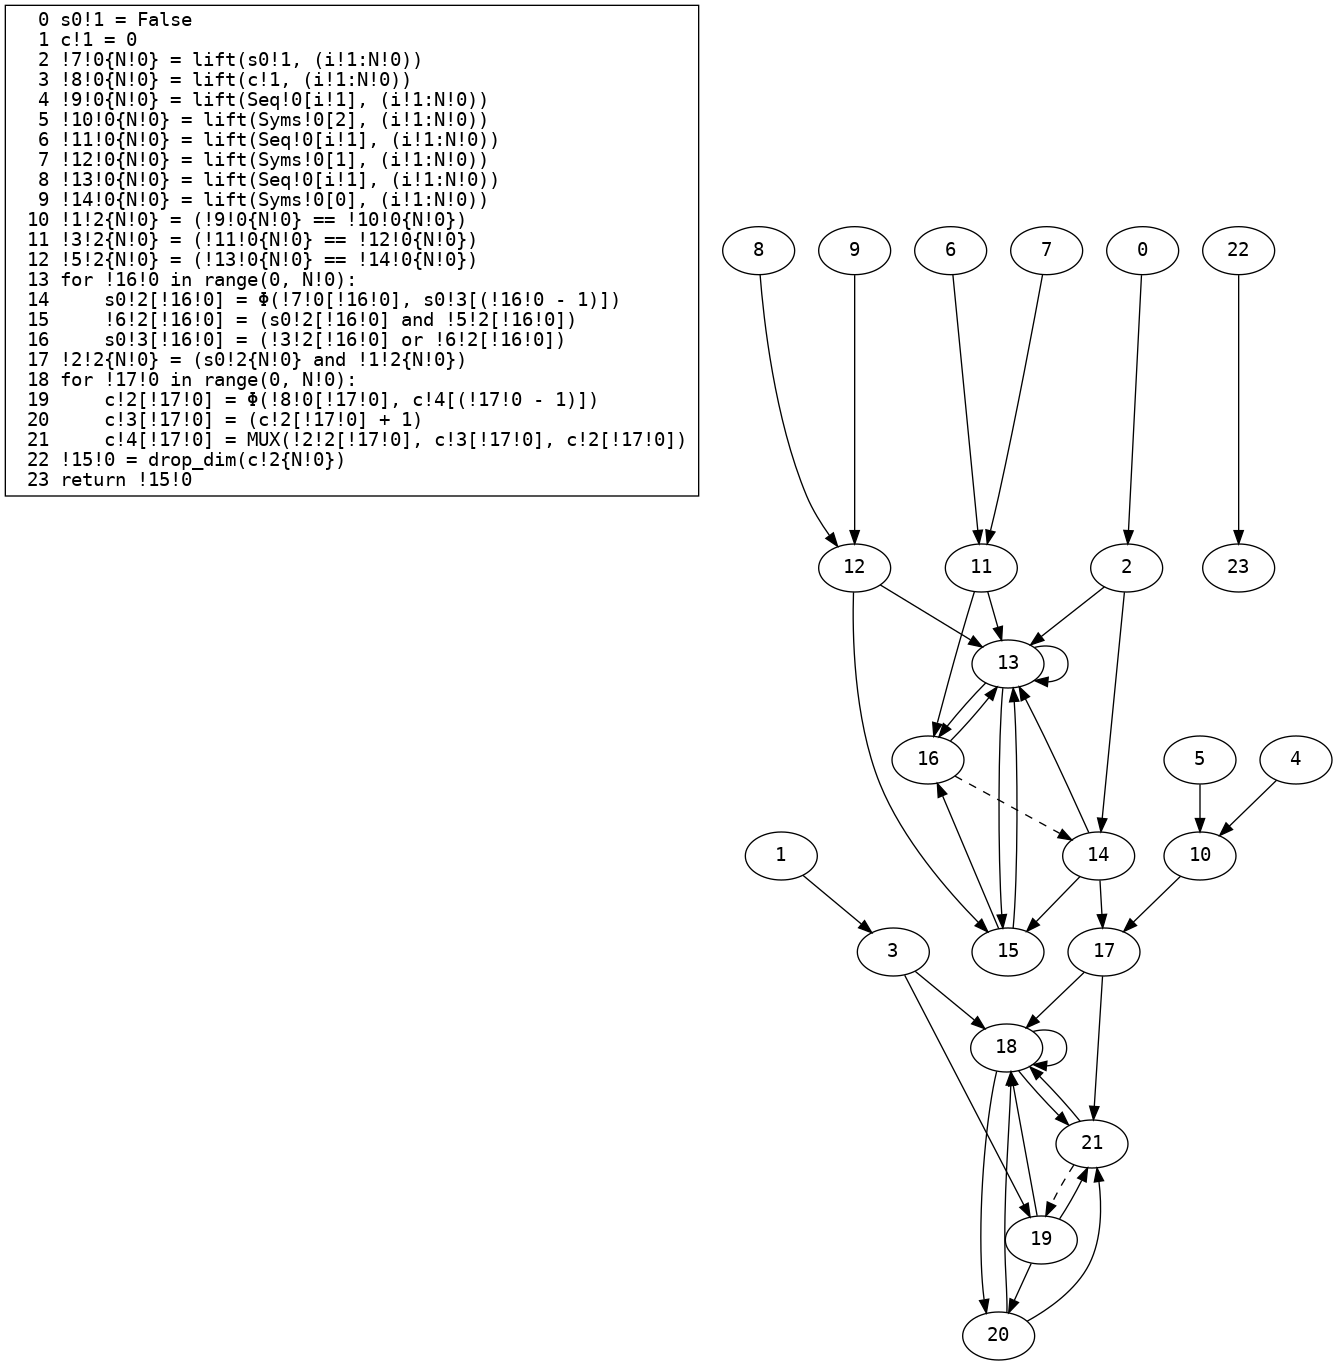 0 s0!1 = False
1 c!1 = 0
2 !7!0{N!0} = lift(s0!1, (i!1:N!0))
3 !8!0{N!0} = lift(c!1, (i!1:N!0))
4 !9!0{N!0} = lift(Seq!0[i!1], (i!1:N!0))
5 !10!0{N!0} = lift(Syms!0[2], (i!1:N!0))
6 !11!0{N!0} = lift(Seq!0[i!1], (i!1:N!0))
7 !12!0{N!0} = lift(Syms!0[1], (i!1:N!0))
8 !13!0{N!0} = lift(Seq!0[i!1], (i!1:N!0))
9 !14!0{N!0} = lift(Syms!0[0], (i!1:N!0))
10 !1!2{N!0} = (!9!0{N!0} == !10!0{N!0})
11 !3!2{N!0} = (!11!0{N!0} == !12!0{N!0})
12 !5!2{N!0} = (!13!0{N!0} == !14!0{N!0})
13 for !16!0 in range(0, N!0):
14     s0!2[!16!0] = Φ(!7!0[!16!0], s0!3[(!16!0 - 1)])
15     !6!2[!16!0] = (s0!2[!16!0] and !5!2[!16!0])
16     s0!3[!16!0] = (!3!2[!16!0] or !6!2[!16!0])
17 !2!2{N!0} = (s0!2{N!0} and !1!2{N!0})
18 for !17!0 in range(0, N!0):
19     c!2[!17!0] = Φ(!8!0[!17!0], c!4[(!17!0 - 1)])
20     c!3[!17!0] = (c!2[!17!0] + 1)
21     c!4[!17!0] = MUX(!2!2[!17!0], c!3[!17!0], c!2[!17!0])
22 !15!0 = drop_dim(c!2{N!0})
23 return !15!0
8 9 6 7 0 22
12 11 2 23
13
16 5 4
1 14 10
3 15 17
18
21
19
20